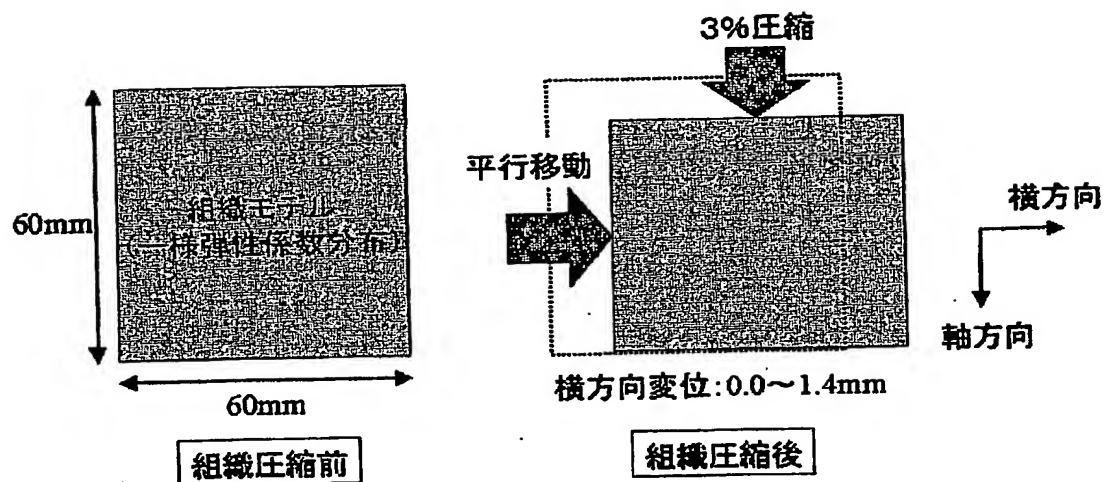 3%圧縮
平行移動
60mm
組織モデル
(一様弾性係数分布)
横方向
軸方向
60mm
横方向変位:0.0〜1.4mm
組織圧縮前
組織圧縮後